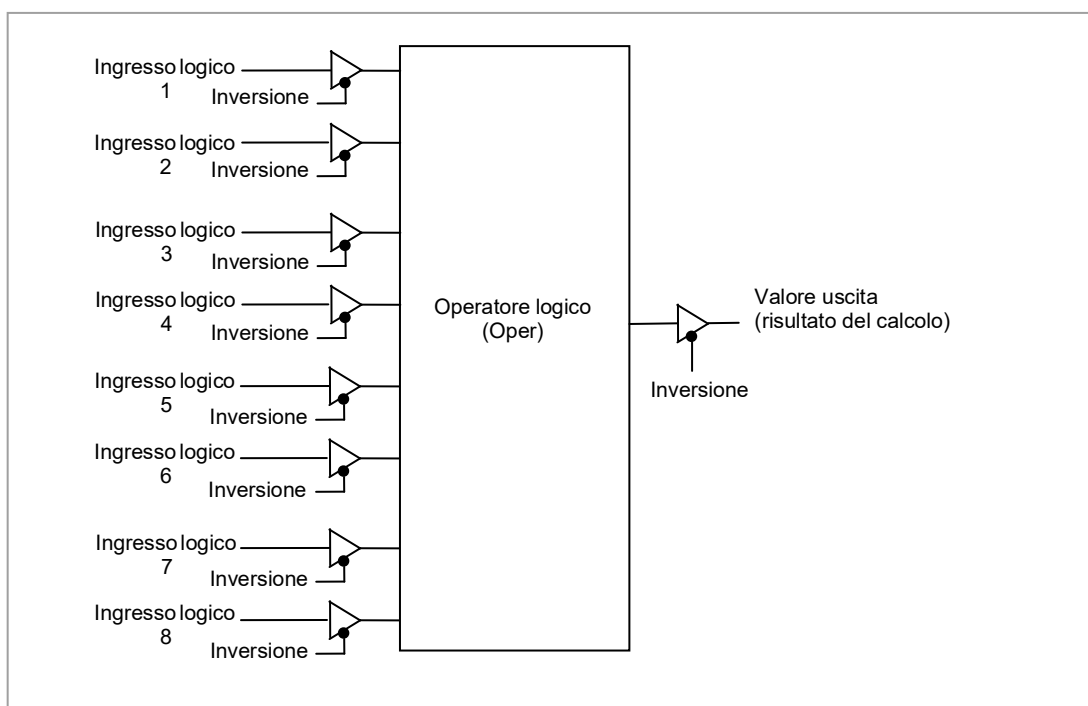 Ingresso logico
1
Inversione
Ingresso logico
2
Inversione
Ingresso logico
3
Inversione
Ingresso logico
4
Inversione
Ingresso logico
5
Inversione
Ingresso logico
6
Inversione
Ingresso logico
7
Inversione
Ingresso logico
8
Inversione
Operatore logico
(Oper)
Valore uscita
(risultato del calcolo)
Inversione